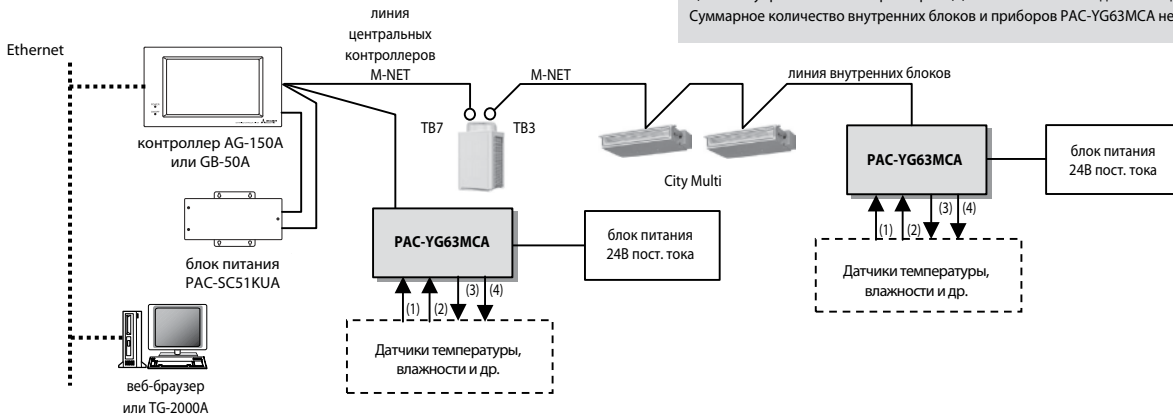 Суммарное количество внутренних блоков и приборов PAC-YG63MCA не
Ethernet
линия
центральных
контроллеров
M-NET
M-NET
линия внутренних блоков
TB7
TB3
контроллер AG-150A
или GB-50A
City Multi
PAC-YG63MCA
блок питания
24В пост. тока
(1)
(2)
(3)
(4)
Датчики температуры,
влажности и др.
блок питания
PAC-SC51KUA
PAC-YG63MCA
блок питания
24В пост. тока
(1)
(2)
(3)
(4)
Датчики температуры,
влажности и др.
веб-браузер
или TG-2000A